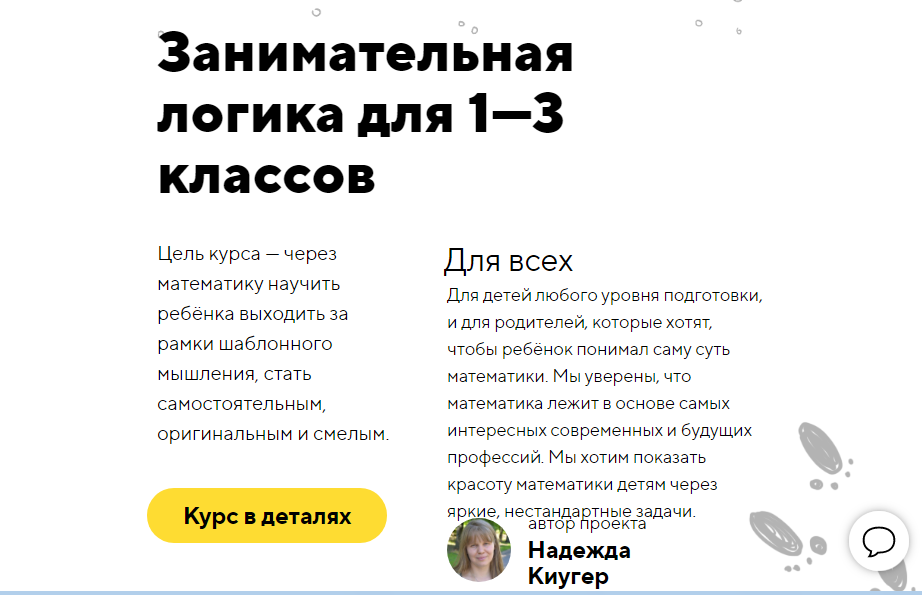 Занимательная
логика для 1—3
классов
Цель курса — через
математику научить
ребёнка выходить за
рамки шаблонного
мышления, стать
самостоятельным,
оригинальным и смелым.
Курс в деталях
Для всех
Для детей любого уровня подготовки,
и для родителей, которые хотят,
чтобы ребёнок понимал саму суть
математики. Мы уверены, что
математика лежит в основе самых
интересных современных и будущих
профессий. Мы хотим показать
красоту математики детям через
яркие, нестандартные задачи.
автор проекта
Надежда
Киугер